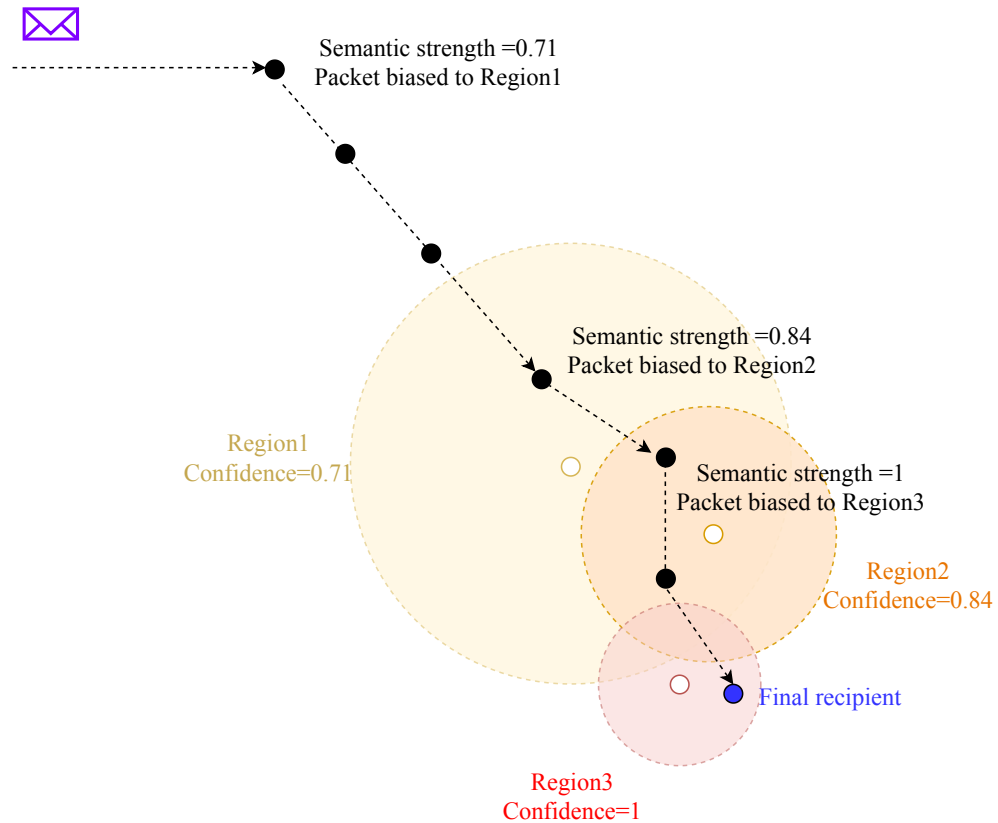 Semantic strength =0.71
Packet biased to Region1
Semantic strength =0.84
Packet biased to Region2
Region1
Confidence=0.71
Semantic strength =1
Packet biased to Region3
Region2
Confidence=0.84
Final recipient
Region3
Confidence=1